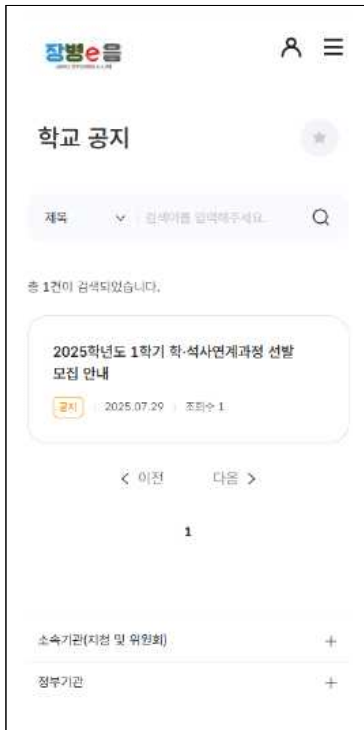 장병e음
학교 공지
제목
검색어를 입력해주세요.
총 1건이 검색되었습니다.
2025학년도 1학기 학·석사연계과정 선발
모집 안내
공지 2025.07.29 조회수 1
이전 다음
1
소속기관(지청 및 위원회)
정부기관